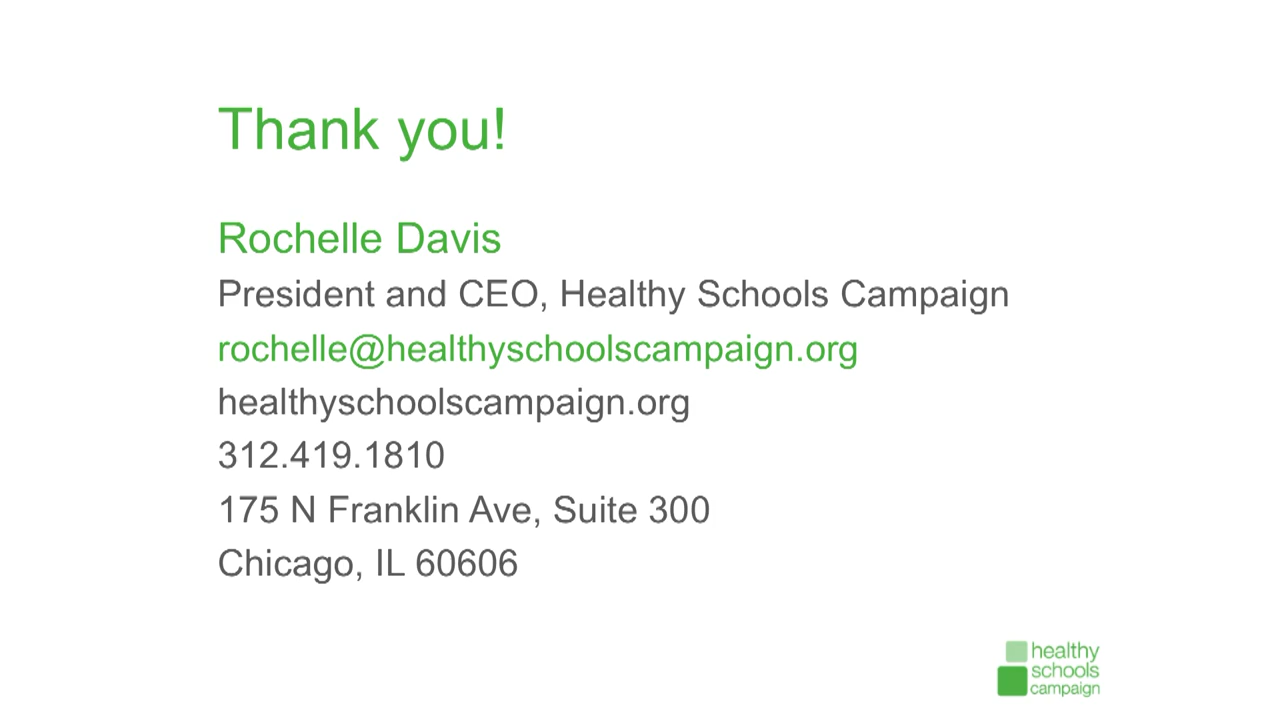 Thank you!
Rochelle Davis
President and CEO, Healthy Schools Campaign
rochelle@healthyschoolscampaign.org
healthyschoolscampaign.org
312.419.1810
175 N Franklin Ave, Suite 300
Chicago, IL 60606
healthy
schools
campaign